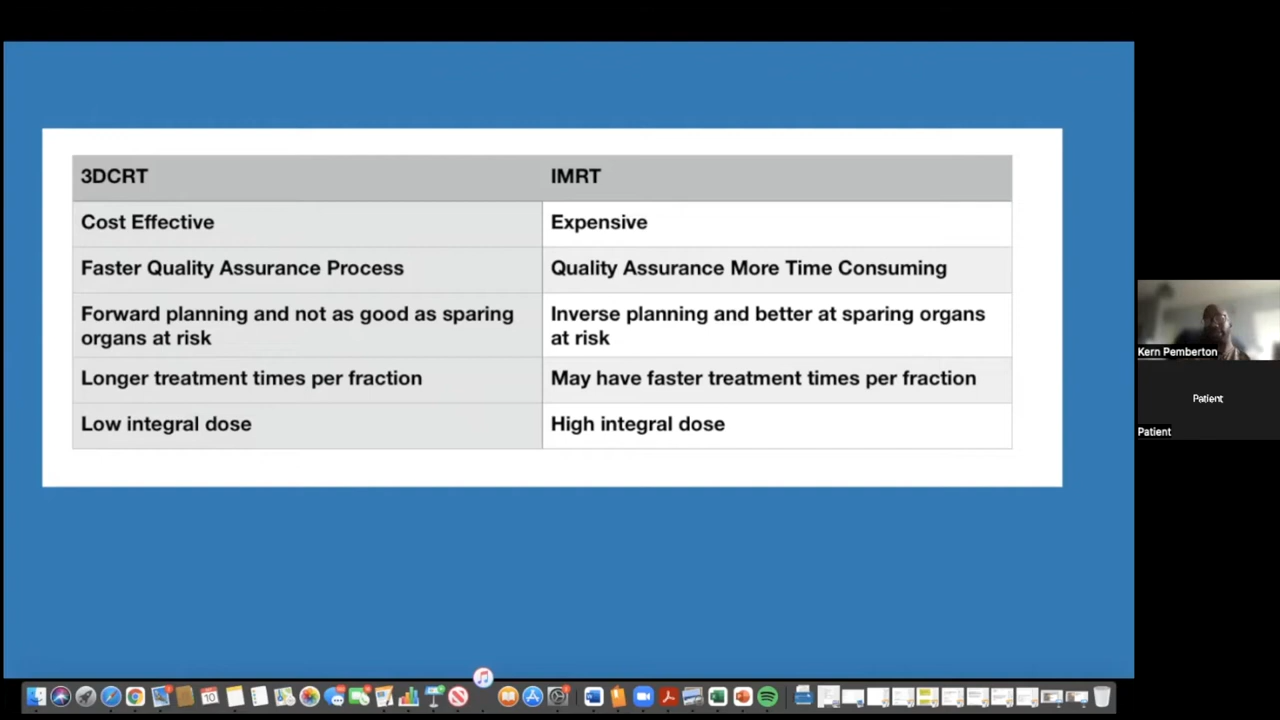 3DCRT
IMRT
Cost Effective
Expensive
Faster Quality Assurance Process
Quality Assurance More Time Consuming
Forward planning and not as good as sparing
organs at risk
Inverse planning and better at sparing organs
at risk
Longer treatment times per fraction
May have faster treatment times per fraction
Low integral dose
High integral dose
Kern Pemberton
Patient
Patient
10